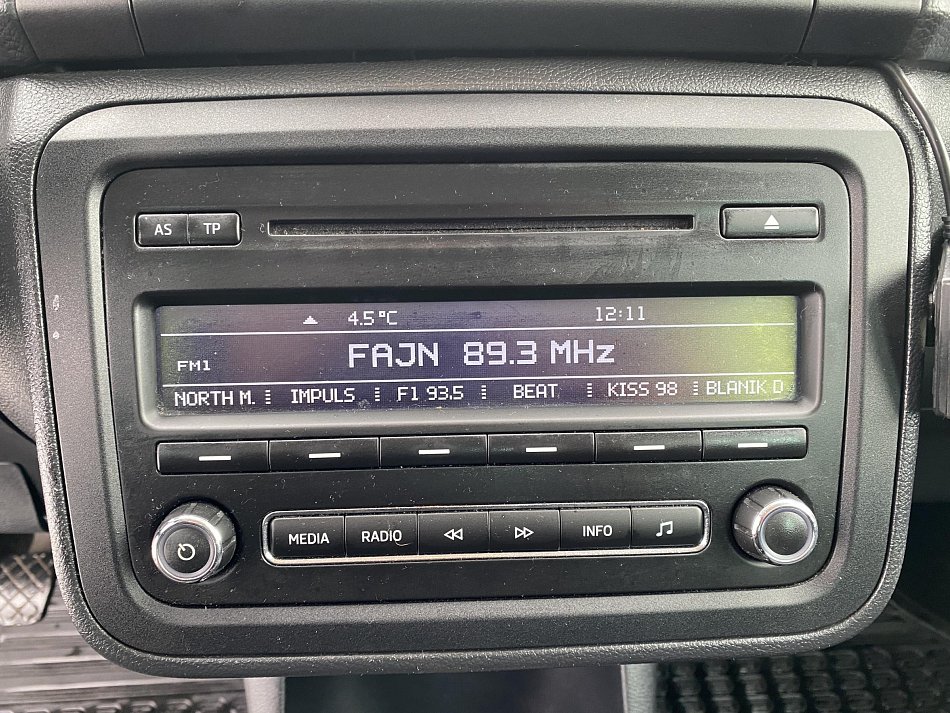 AS TP
4.5 °C 12:11
FM1 FAJN 89.3 MHz
NORTH M. IMPULS F1 93.5 BEAT KISS 98 BLANIK D
MEDIA RADIO INFO